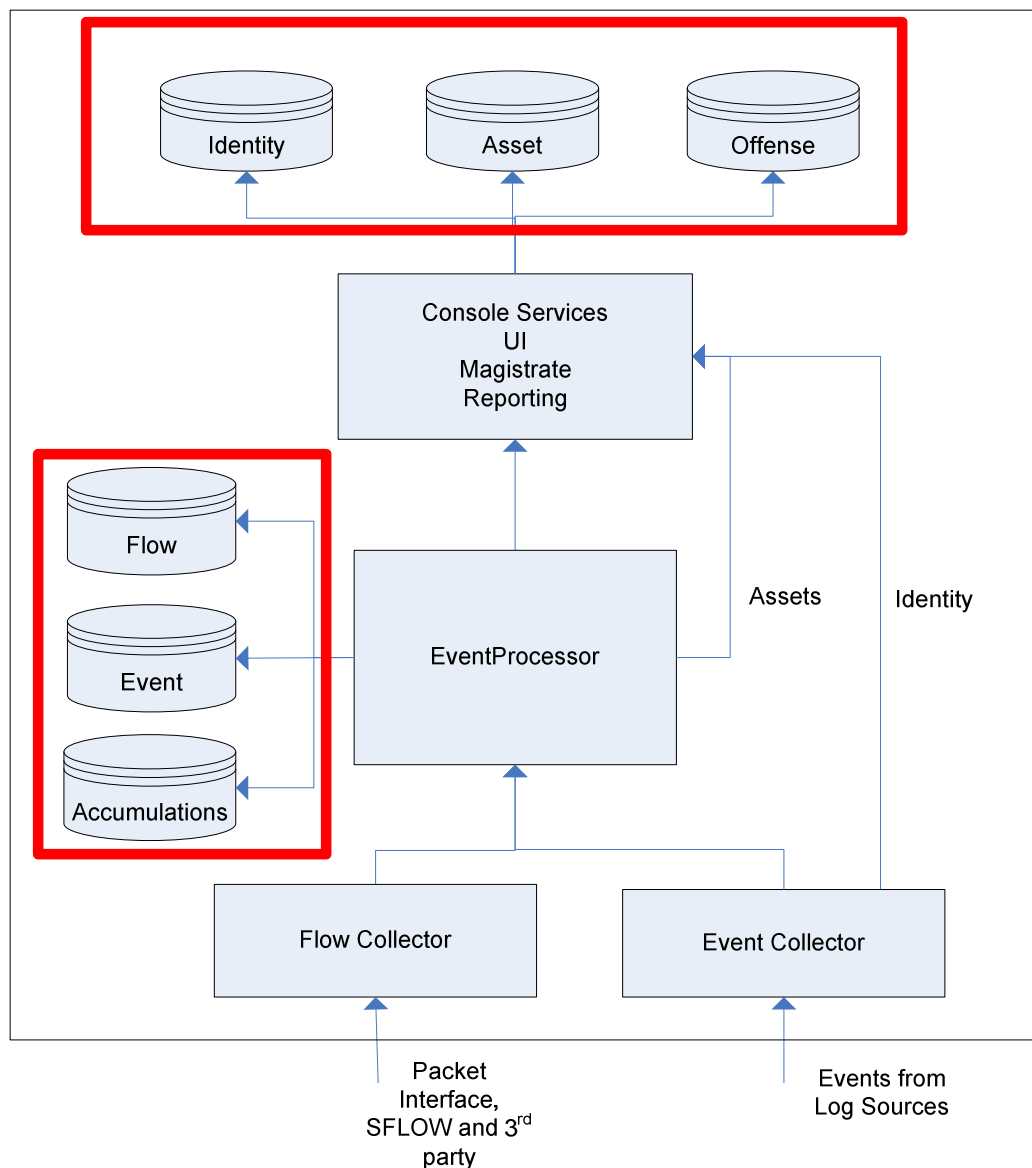 Identity
Asset
Offense
Console Services
UI
Magistrate
Reporting
Flow
Event
Accumulations
EventProcessor
Assets
Identity
Flow Collector
Event Collector
Packet
Interface,
SFLOW and 3rd
party
Events from
Log Sources